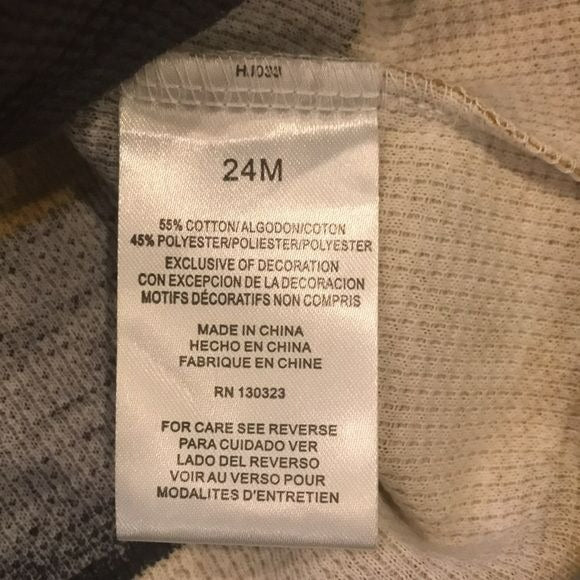 24M
55% COTTON/ALGODON/COTON
45% POLYESTER/POLIESTER/POLYESTER
EXCLUSIVE OF DECORATION
CON EXCEPCION DE LA DECORACION
MOTIFS DÉCORATIFS NON COMPRIS
MADE IN CHINA
HECHO EN CHINA
FABRIQUE EN CHINE
RN 130323
FOR CARE SEE REVERSE
PARA CUIDADO VER
LADO DEL REVERSO
VOIR AU VERSO POUR
MODALITES D'ENTRETIEN